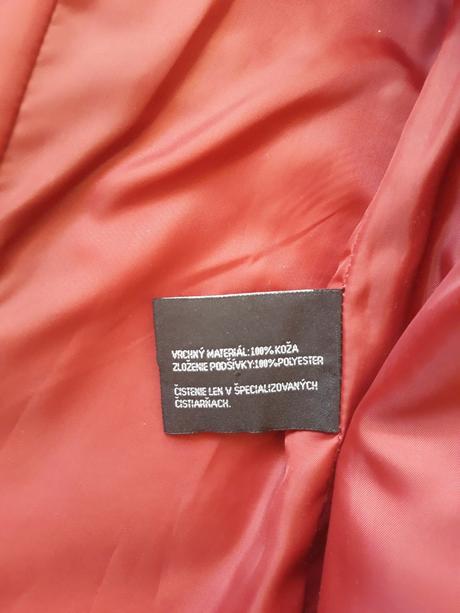 VRCHNÝ MATERIÁL:100% KOŽA
ZLOŽENIE PODŠÍVKY:100%POLYESTER
ČISTENIE LEN V ŠPECIALIZOVANÝCH
ČISTIARŇACH.